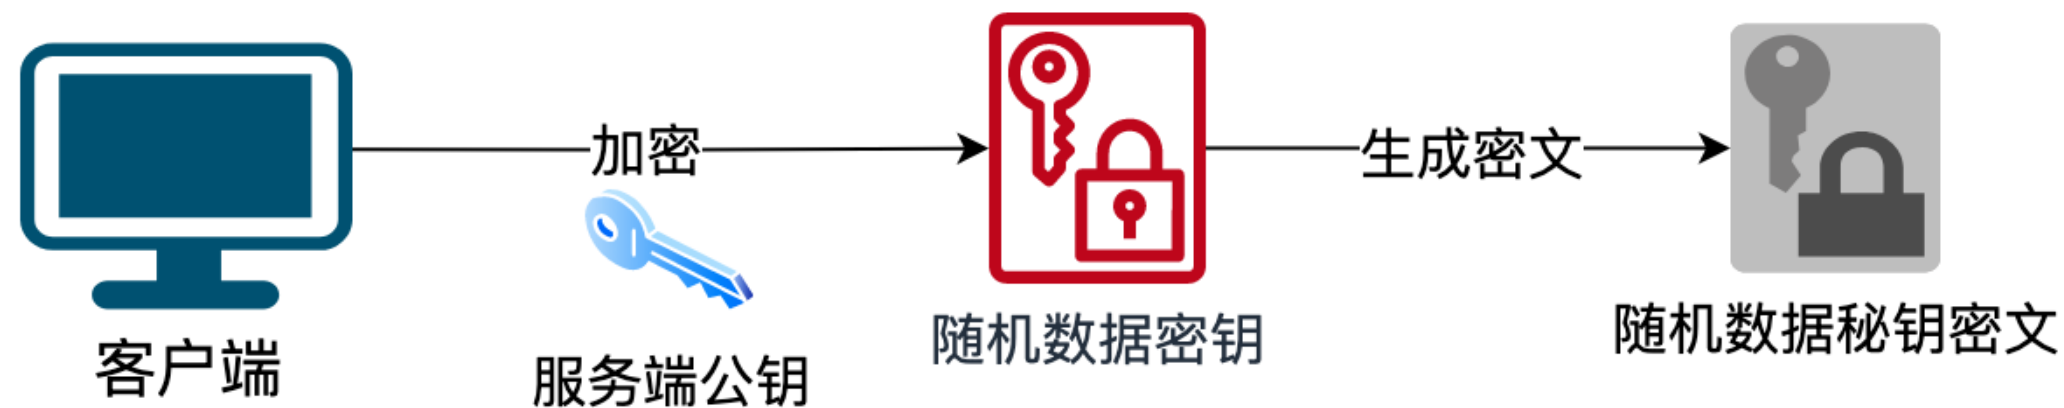 加密
生成密文
客户端
服务端公钥
随机数据密钥
随机数据秘钥密文